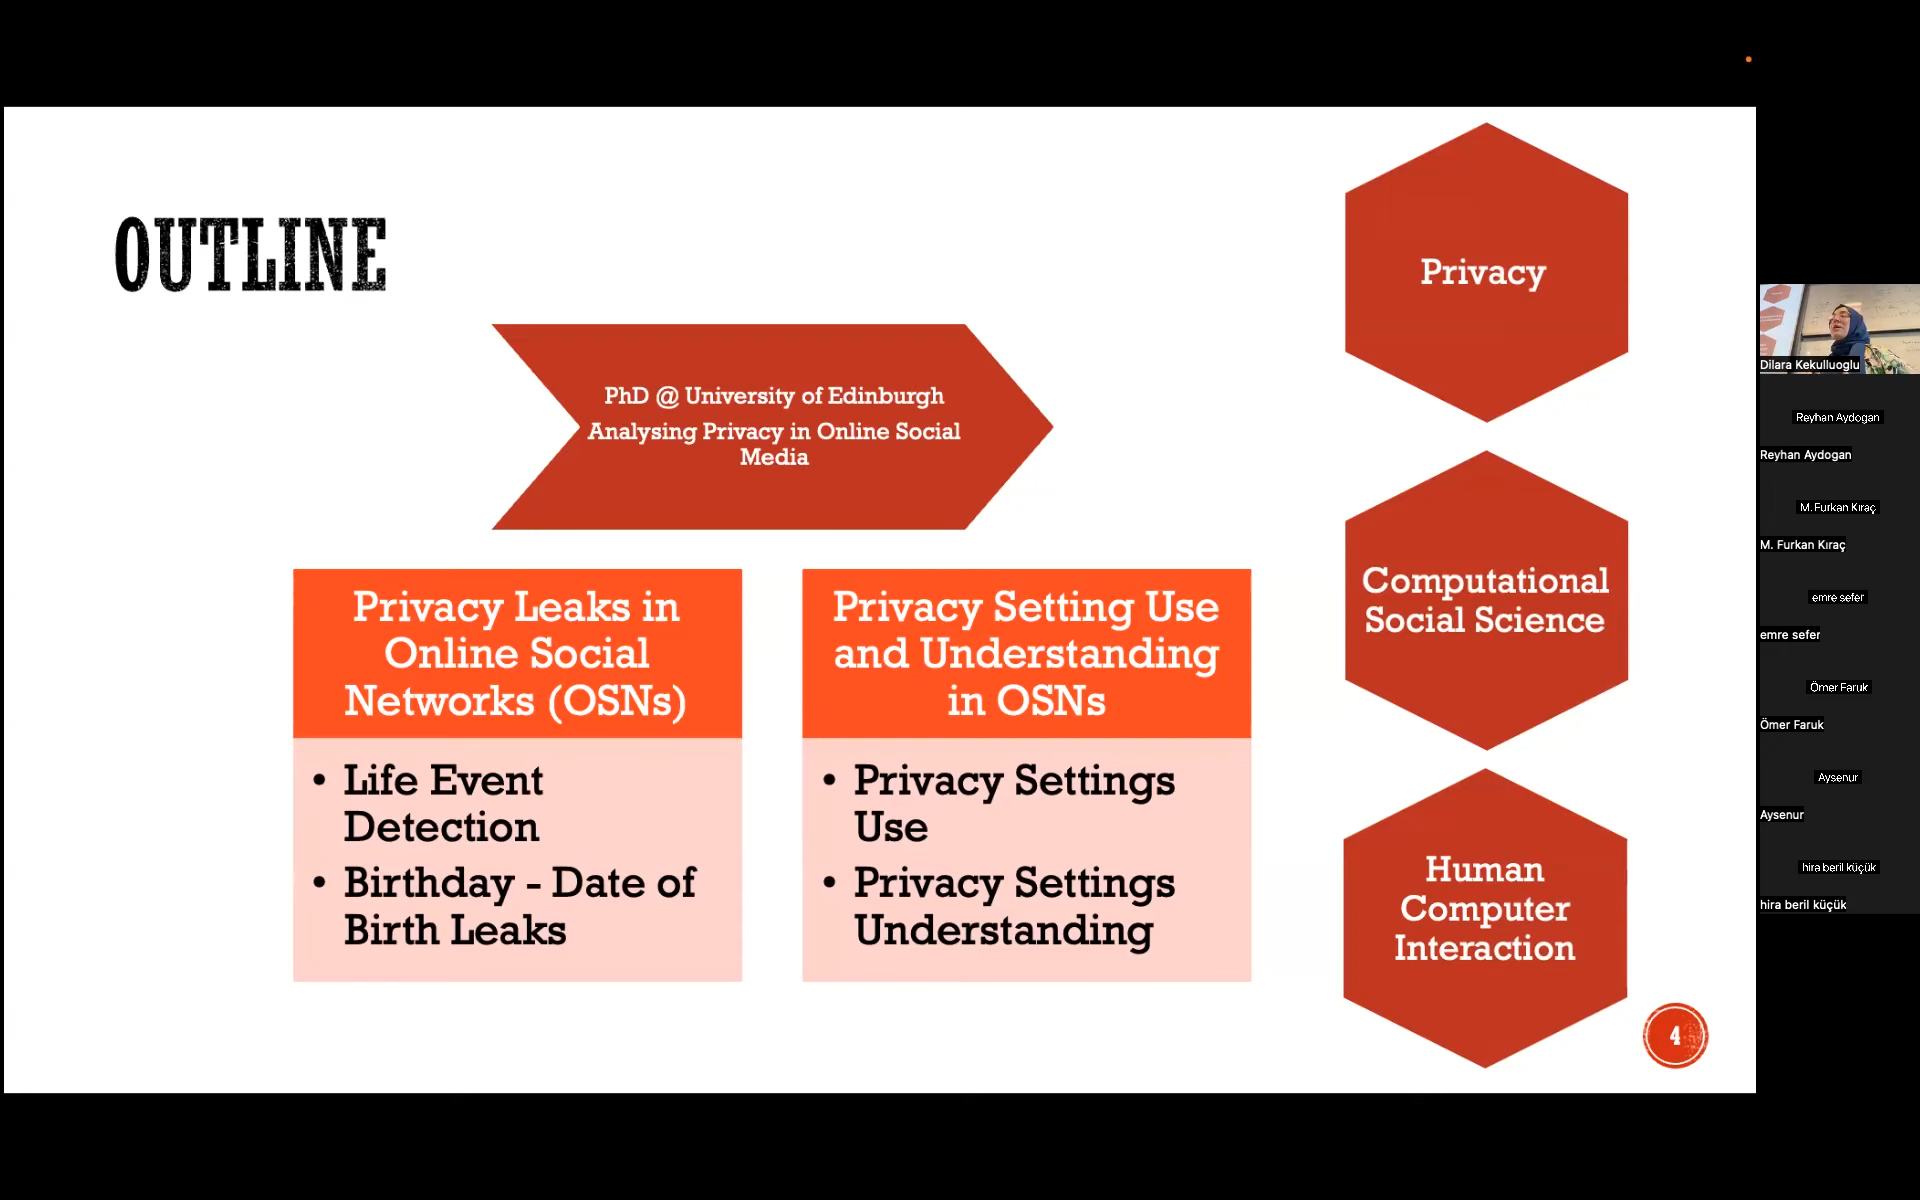 OUTLINE
PhD @ University of Edinburgh
Analysing Privacy in Online Social
Media
Privacy Leaks in
Online Social
Networks (OSNs)
• Life Event
Detection
• Birthday - Date of
Birth Leaks
Privacy Setting Use
and Understanding
in OSNs
• Privacy Settings
Use
• Privacy Settings
Understanding
Privacy
Computational
Social Science
Human
Computer
Interaction
4
Dilara Kekulluoglu
Reyhan Aydogan
Reyhan Aydogan
M. Furkan Kıraç
M. Furkan Kıraç
emre sefer
emre sefer
Ömer Faruk
Ömer Faruk
Aysenur
Aysenur
hira beril küçük
hira beril küçük